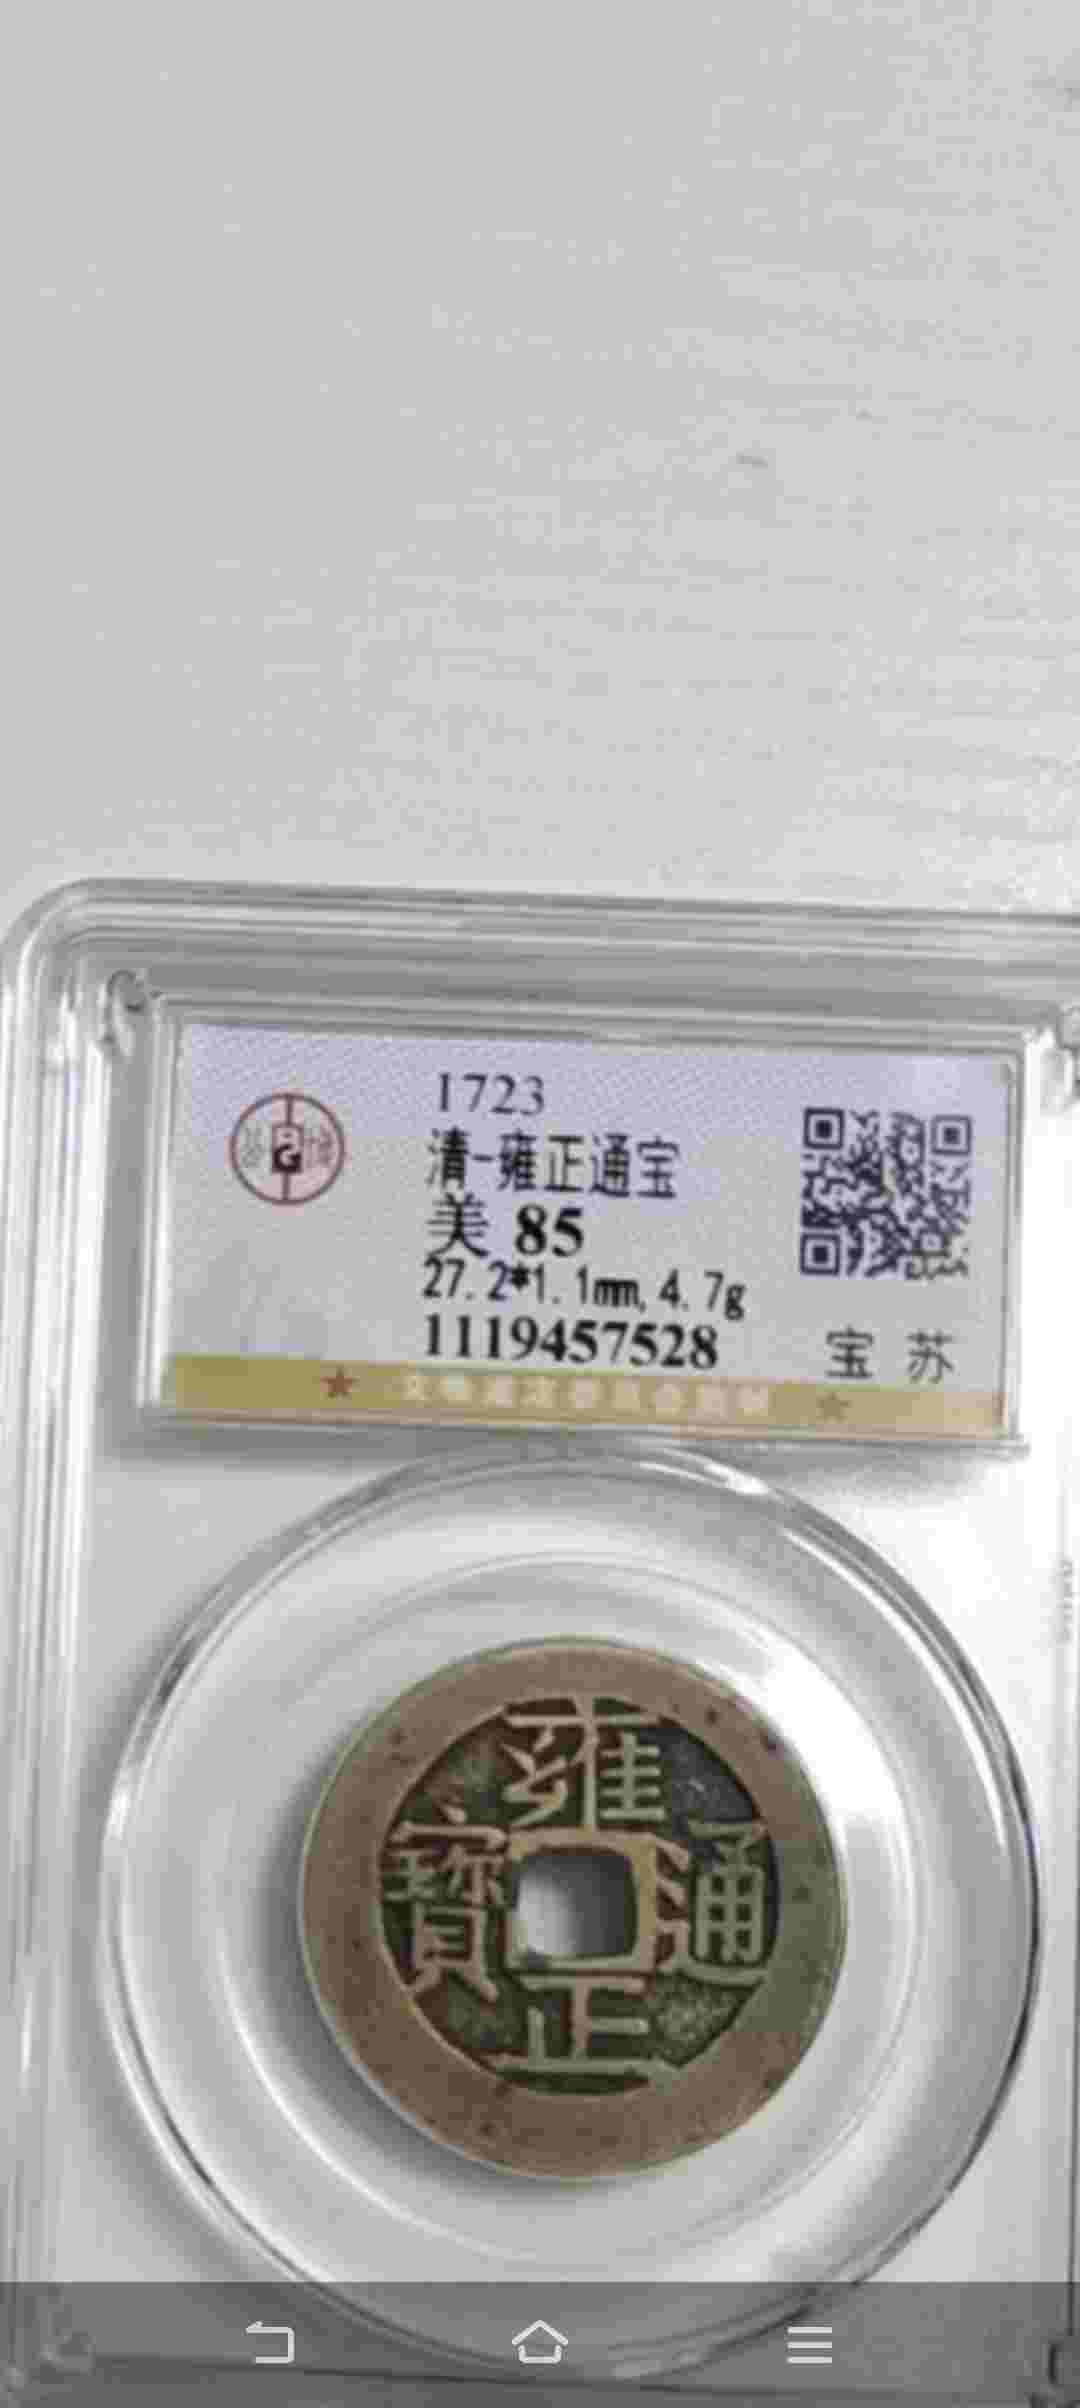 1723
清-雍正通宝
美 85
27.2*1.1mm, 4.7g
1119457528
宝 苏
雍正通寶